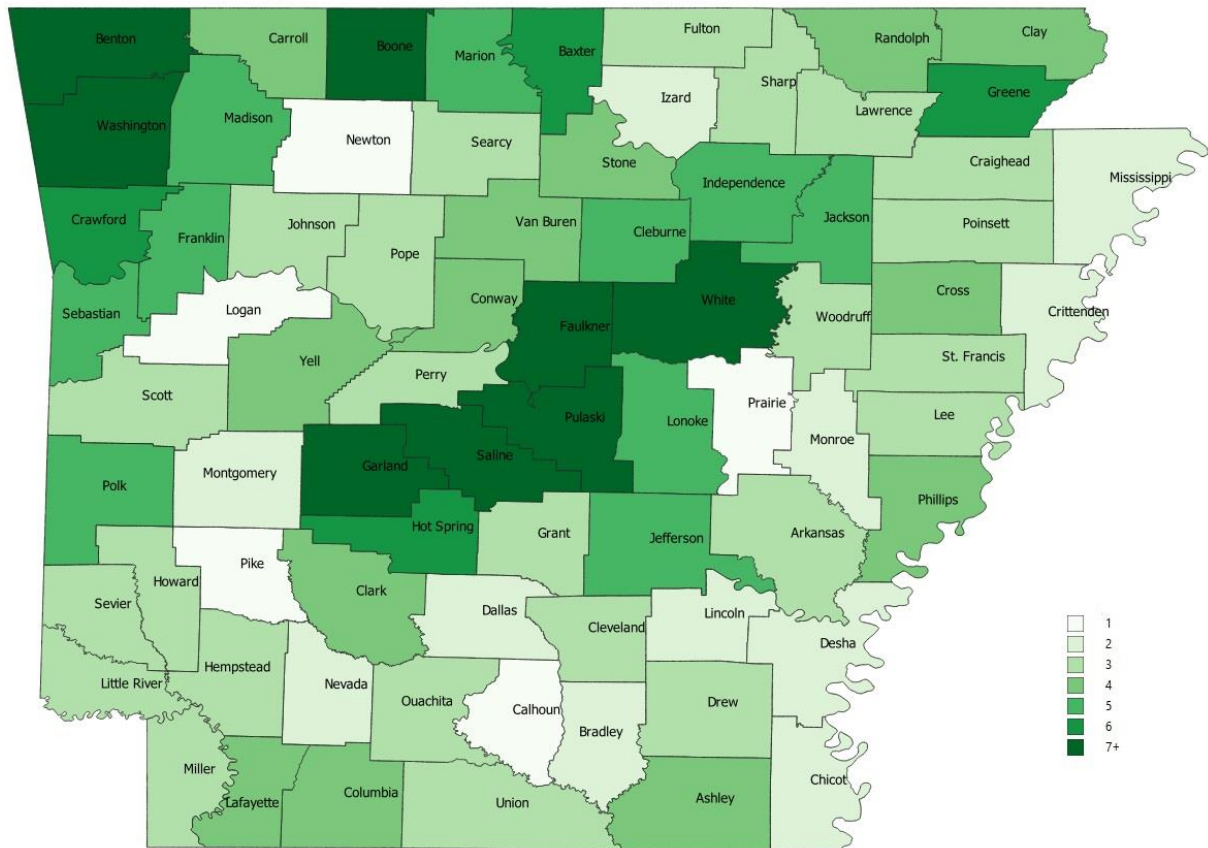 Benton
Carroll
Boone
Marion
Baxter
Fulton
Randolph
Clay
Izard
Sharp
Greene
Washington
Madison
Newton
Searcy
Stone
Lawrence
Craighead
Mississippi
Independence
Crawford
Franklin
Johnson
Pope
Van Buren
Cleburne
Jackson
Poinsett
Sebastian
Logan
Conway
Faulkner
White
Woodruff
Cross
Crittenden
Scott
Yell
Perry
St. Francis
Pulaski
Lonoke
Prairie
Monroe
Lee
Polk
Montgomery
Garland
Saline
Phillips
Hot Spring
Grant
Jefferson
Arkansas
Howard
Pike
Clark
Sevier
Dallas
Cleveland
Lincoln
Desha
Little River
Hempstead
Nevada
Ouachita
Calhoun
Bradley
Drew
Miller
Lafayette
Columbia
Union
Ashley
Chicot
1
2
3
4
5
6
7+